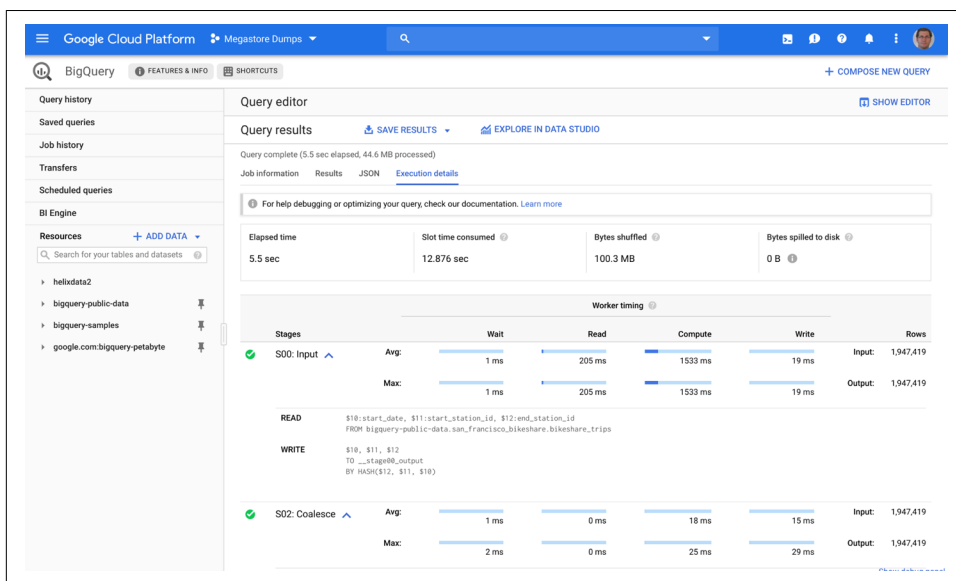 Google Cloud Platform Megastore Dumps
BigQuery FEATURES & INFO SHORTCUTS + COMPOSE NEW QUERY
Query history
Saved queries
Job history
Transfers
Scheduled queries
BI Engine
Resources + ADD DATA
Search for your tables and datasets
helixdata2
bigquery-public-data
bigquery-samples
google.com:bigquery-petabyte
Query editor SHOW EDITOR
Query results SAVE RESULTS EXPLORE IN DATA STUDIO
Query complete (5.5 sec elapsed, 44.6 MB processed)
Job information Results JSON Execution details
For help debugging or optimizing your query, check our documentation. Learn more
Elapsed time Slot time consumed Bytes shuffled Bytes spilled to disk
5.5 sec 12.876 sec 100.3 MB 0 B
Worker timing
Stages Wait Read Compute Write Rows
S00: Input Avg: 1 ms 205 ms 1533 ms 19 ms Input: 1,947,419
Max: 1 ms 205 ms 1533 ms 19 ms Output: 1,947,419
READ $10:start_date, $11:start_station_id, $12:end_station_id
FROM bigquery-public-data.san_francisco_bikeshare.bikeshare_trips
WRITE $10, $11, $12
TO __stage00_output
BY HASH($12, $11, $10)
S02: Coalesce Avg: 1 ms 0 ms 18 ms 15 ms Input: 1,947,419
Max: 2 ms 0 ms 25 ms 29 ms Output: 1,947,419
Show debug panel